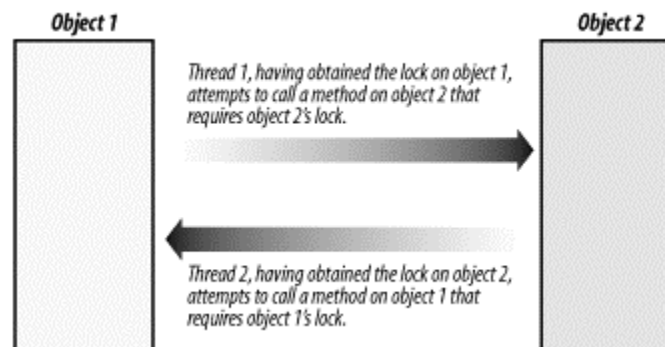 Object 1
Object 2
Thread 1, having obtained the lock on object 1,
attempts to call a method on object 2 that
requires object 2's lock.
Thread 2, having obtained the lock on object 2,
attempts to call a method on object 1 that
requires object 1's lock.